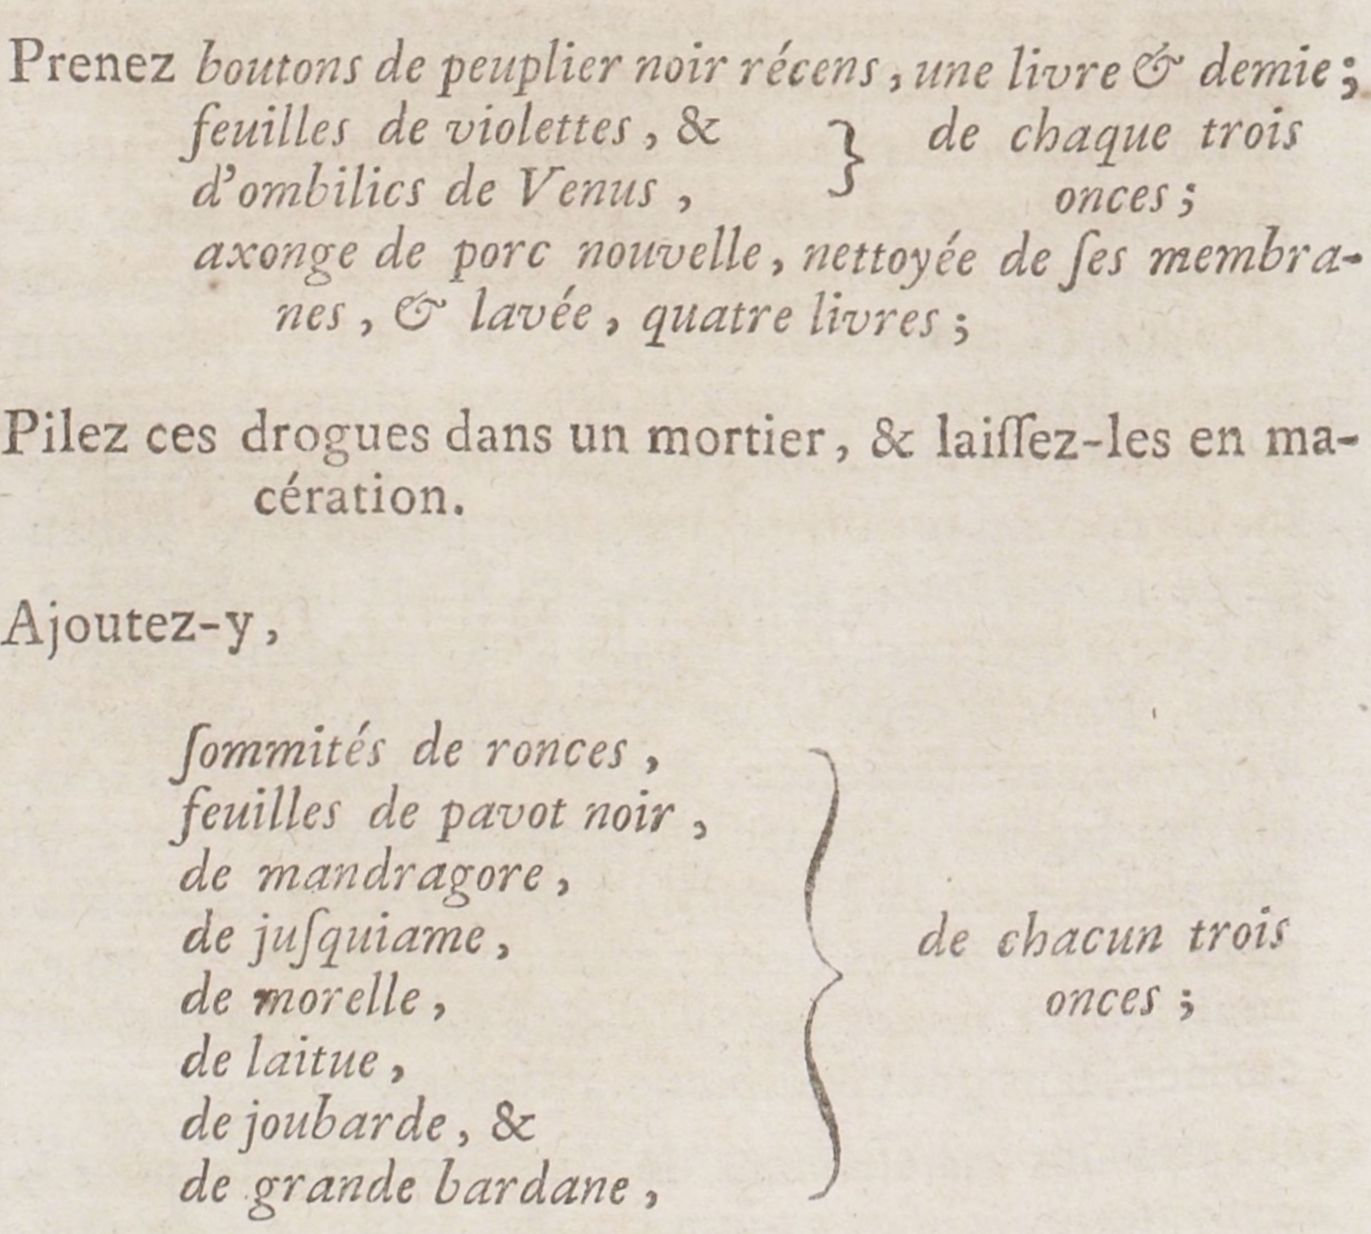 Prenez boutons de peuplier noir récens, une livre & demie;
feuilles de violettes, & } de chaque trois
d'ombilics de Venus, onces;
axonge de porc nouvelle, nettoyée de ſes membra-
nes, & lavée, quatre livres;
Pilez ces drogues dans un mortier, & laiſſez-les en ma-
cération.
Ajoutez-y,
ſommités de ronces,
feuilles de pavot noir,
de mandragore,
de juſquiame, } de chacun trois
de morelle, onces;
de laitue,
de joubarde, &
de grande bardane,